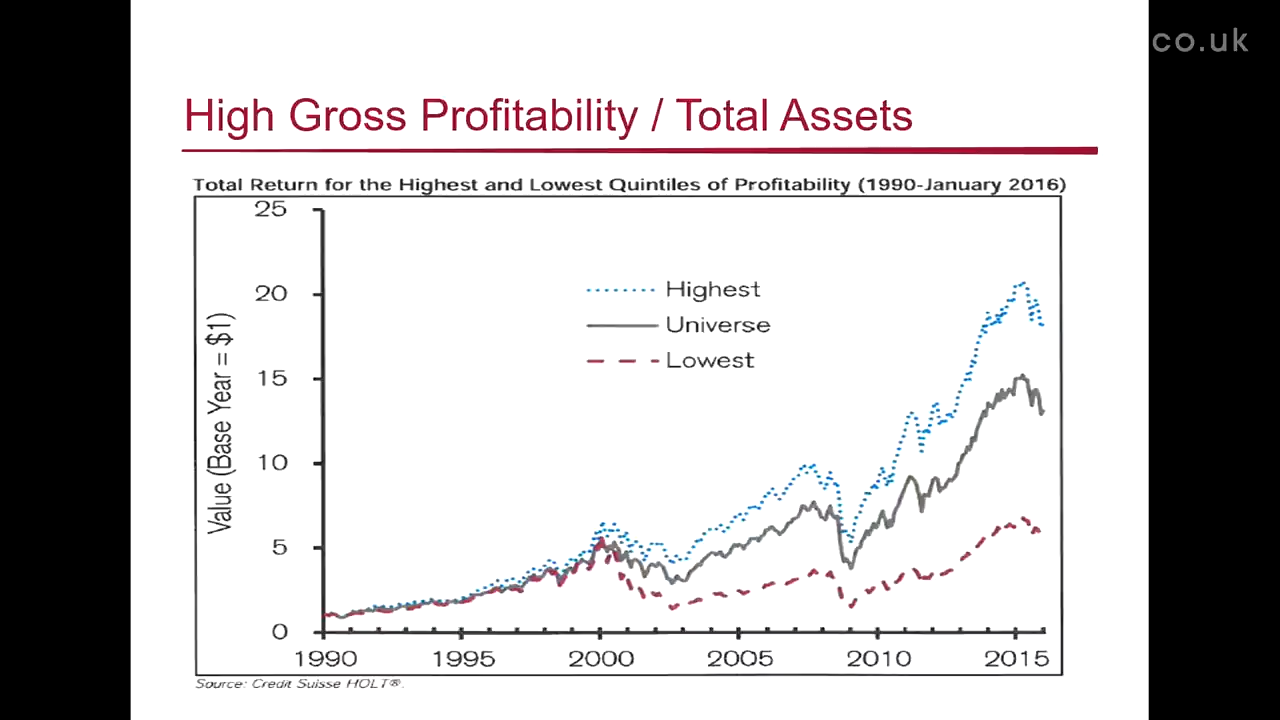 co.uk
High Gross Profitability / Total Assets
Total Return for the Highest and Lowest Quintiles of Profitability (1990-January 2016)
25
20
15
10
5
0
Value (Base Year = $1)
Highest
Universe
Lowest
1990 1995 2000 2005 2010 2015
Source: Credit Suisse HOLT®.